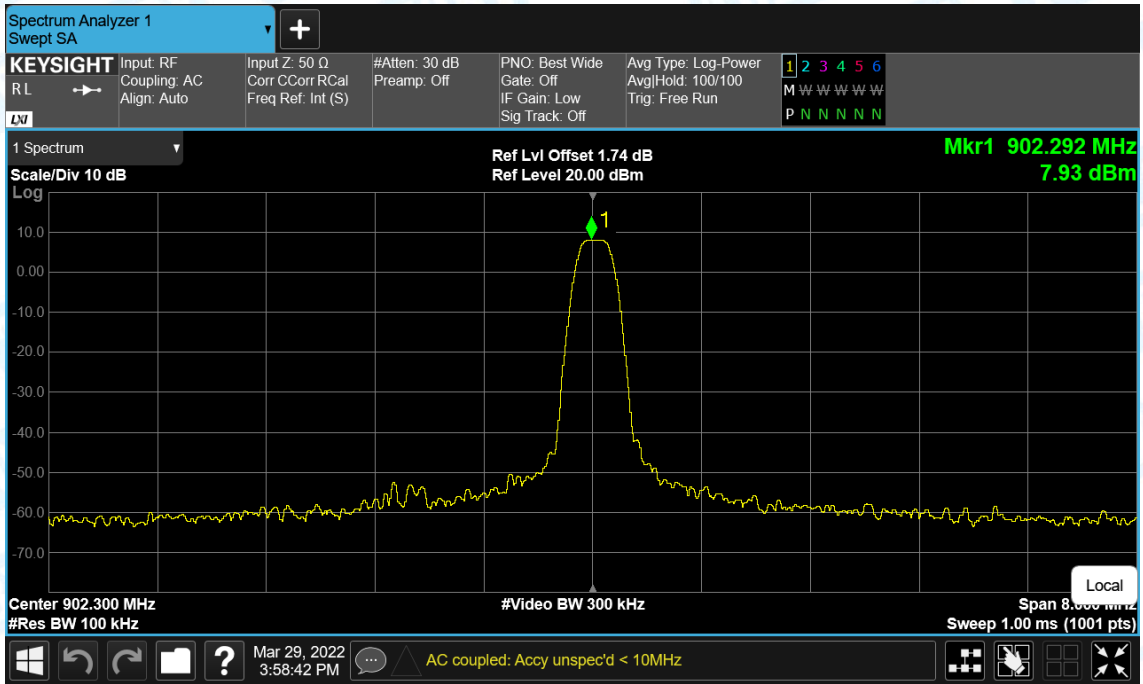 Spectrum Analyzer 1
Swept SA
KEYSIGHT
R L
LXI
Input: RF
Coupling: AC
Align: Auto
Input Z: 50 Ω
Corr CCorr RCal
Freq Ref: Int (S)
#Atten: 30 dB
Preamp: Off
PNO: Best Wide
Gate: Off
IF Gain: Low
Sig Track: Off
Avg Type: Log-Power
Avg|Hold: 100/100
Trig: Free Run
1 2 3 4 5 6
M W W W W W
P N N N N N
1 Spectrum
Scale/Div 10 dB
Log
Ref Lvl Offset 1.74 dB
Ref Level 20.00 dBm
Mkr1 902.292 MHz
7.93 dBm
1
10.0
0.00
-10.0
-20.0
-30.0
-40.0
-50.0
-60.0
-70.0
Local
Center 902.300 MHz
#Res BW 100 kHz
#Video BW 300 kHz
Span 8.000 MHz
Sweep 1.00 ms (1001 pts)
?
Mar 29, 2022
3:58:42 PM
AC coupled: Accy unspec'd < 10MHz